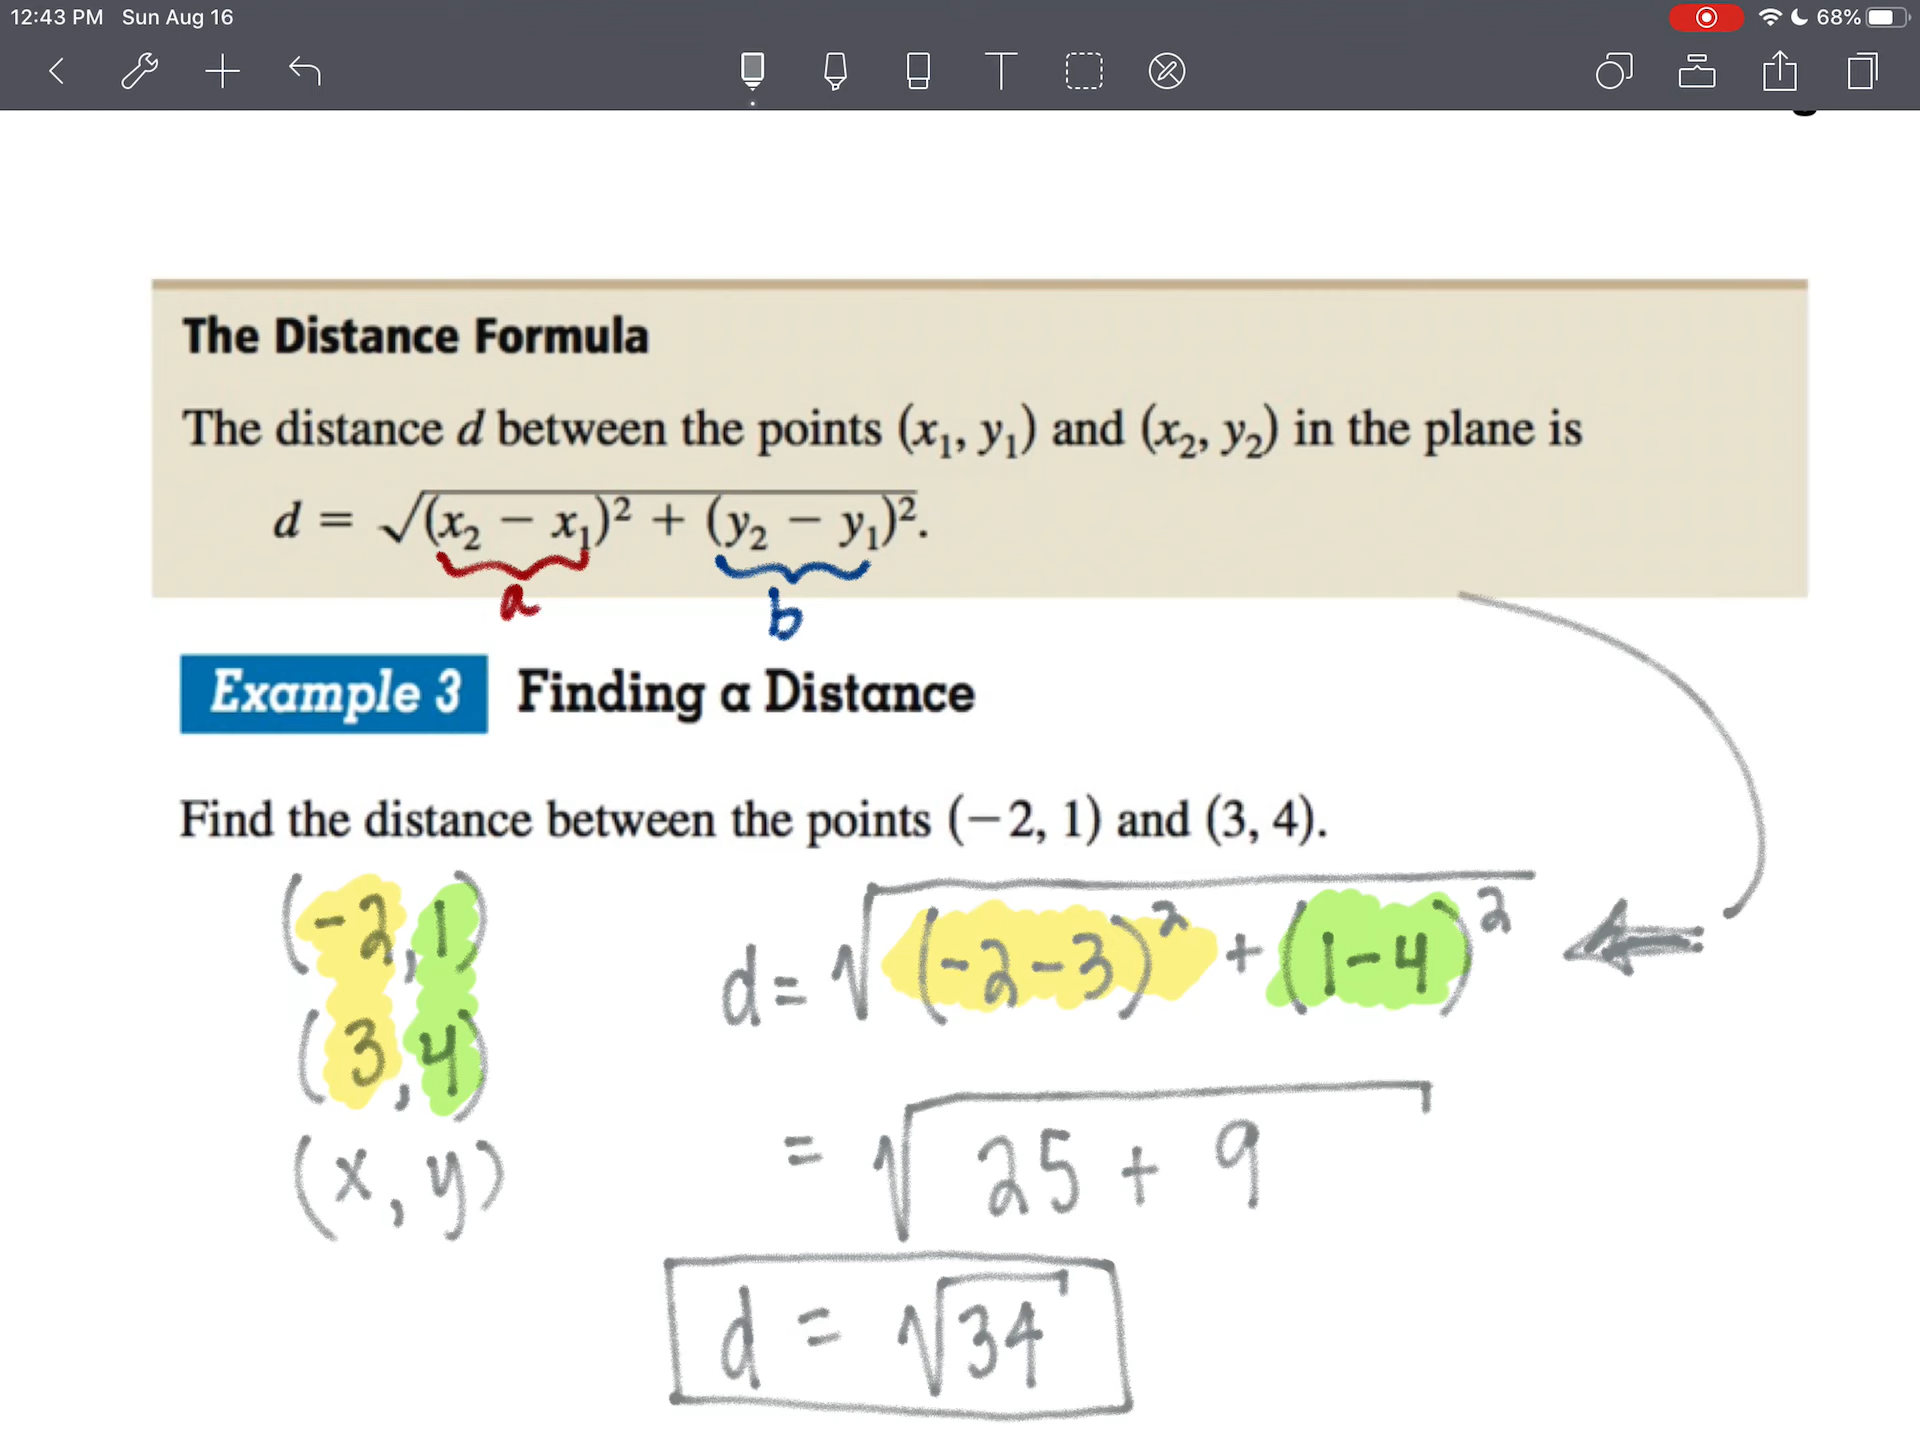 12:43 PM Sun Aug 16 68%
The Distance Formula
The distance d between the points (x₁, y₁) and (x₂, y₂) in the plane is
d = √(x₂ − x₁)² + (y₂ − y₁)².
a b
Example 3 Finding a Distance
Find the distance between the points (−2, 1) and (3, 4).
(-2, 1)
(3, 4)
(x, y)
d = √(-2-3)² + (1-4)²
= √25 + 9
d = √34